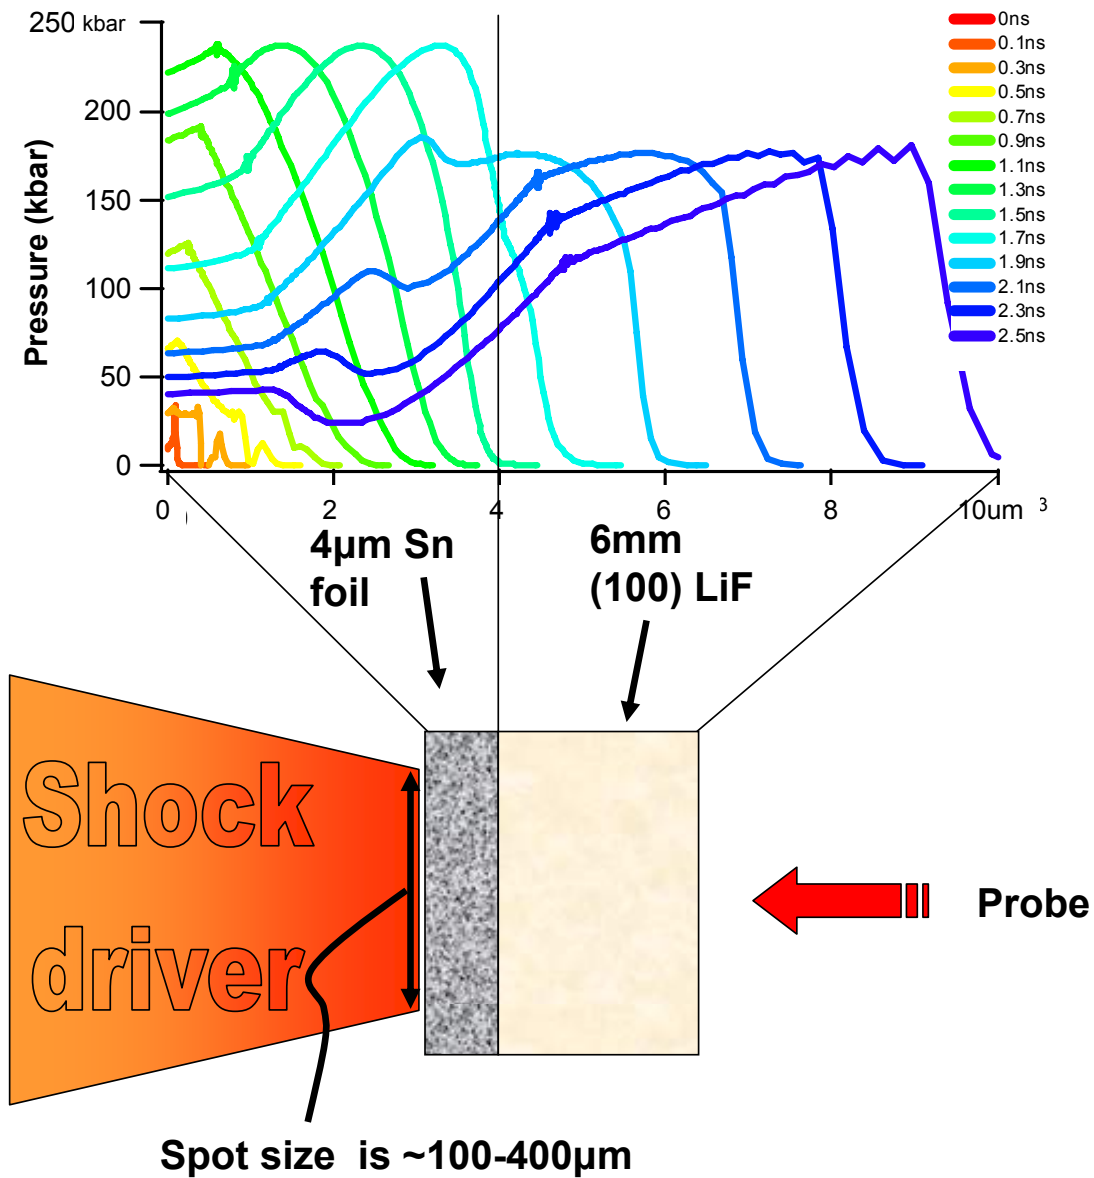 250 kbar
200
150
100
50
0
Pressure (kbar)
0ns
0.1ns
0.3ns
0.5ns
0.7ns
0.9ns
1.1ns
1.3ns
1.5ns
1.7ns
1.9ns
2.1ns
2.3ns
2.5ns
0 2 4 6 8 10um 3
)
4µm Sn
foil
6mm
(100) LiF
Shock
driver
Probe
Spot size is ~100-400µm